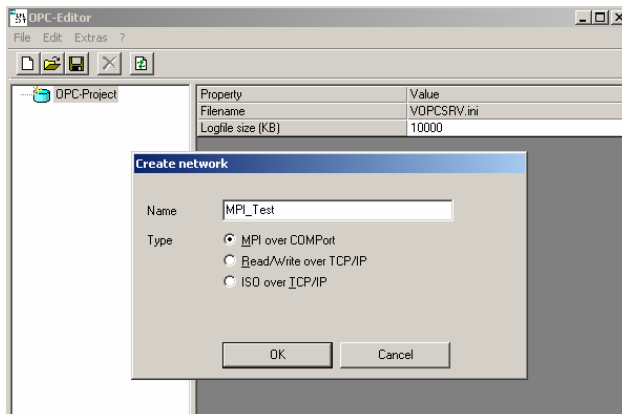 OPC-Editor
File Edit Extras ?
OPC-Project
Property Value
Filename VOPCSRV.ini
Logfile size (KB) 10000
Create network
Name MPI_Test
Type MPI over COMPort
Read/Write over TCP/IP
ISO over TCP/IP
OK Cancel